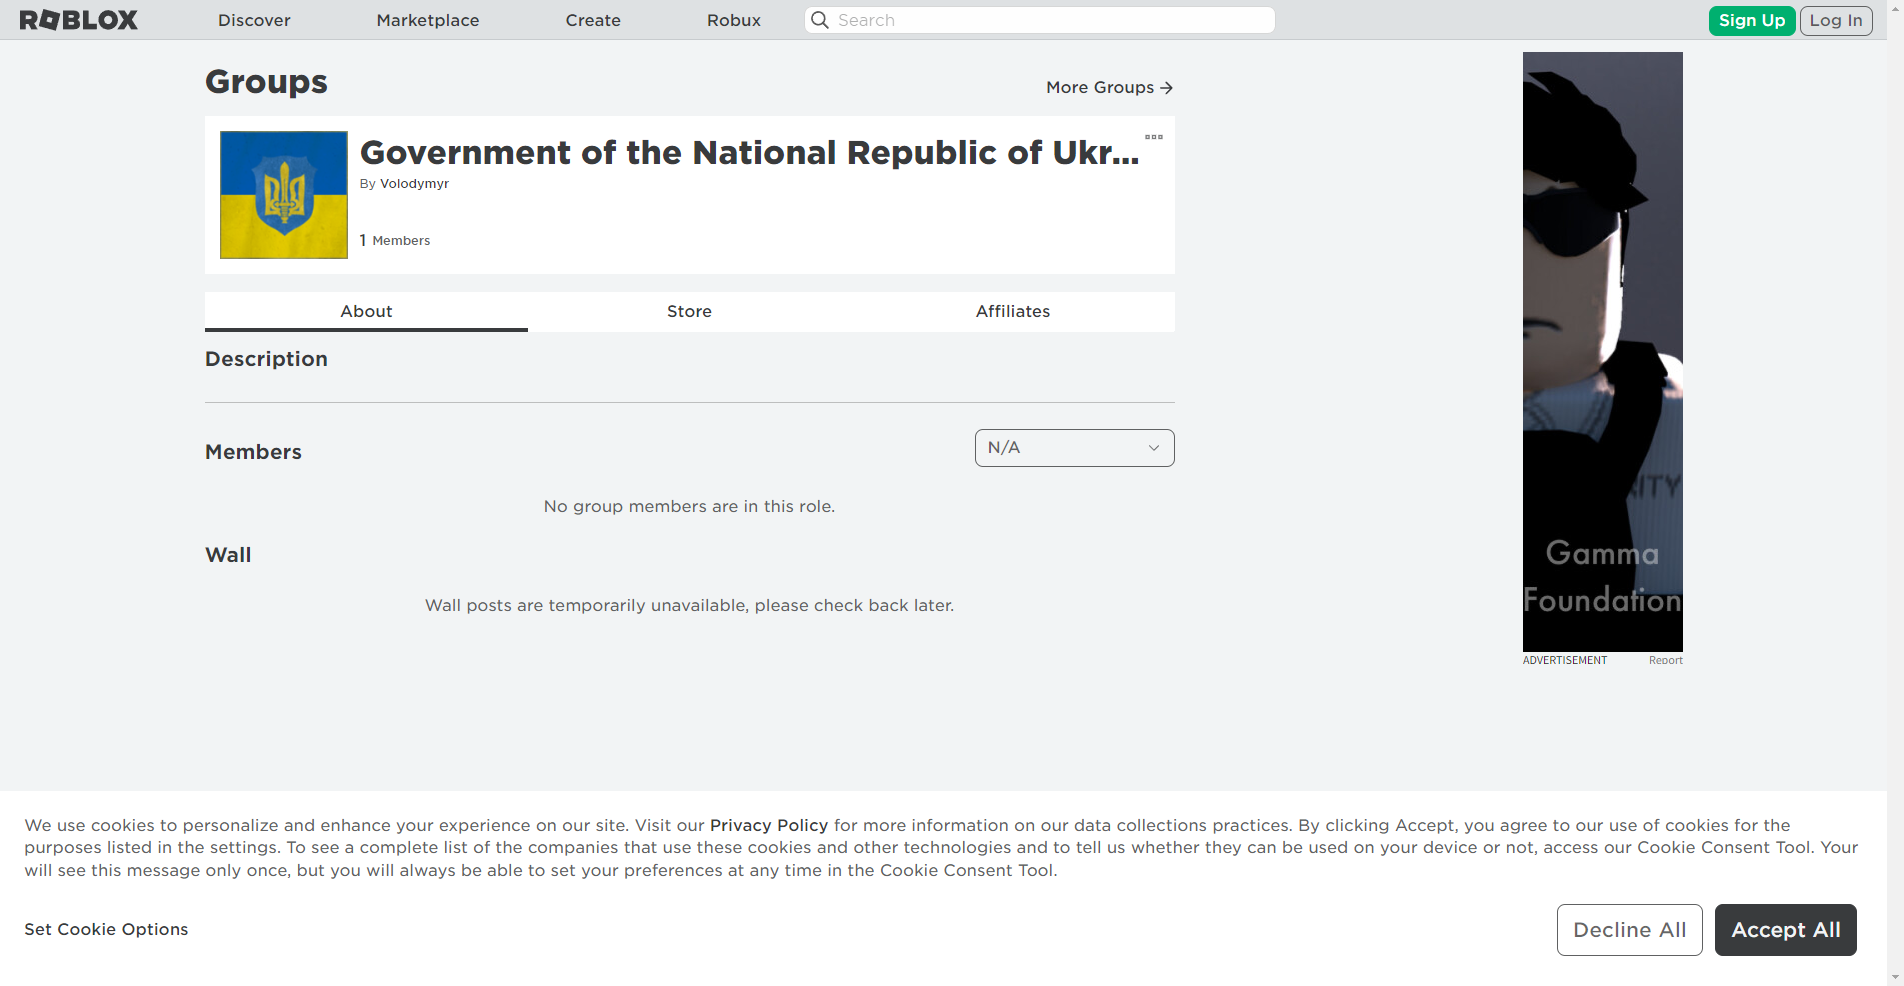 ROBLOX Discover Marketplace Create Robux Search Sign Up Log In
Groups
More Groups
Government of the National Republic of Ukr...
By Volodymyr
1 Members
About Store Affiliates
Description
Members
N/A
No group members are in this role.
Wall
Wall posts are temporarily unavailable, please check back later.
Gamma
Foundation
ADVERTISEMENT Report
We use cookies to personalize and enhance your experience on our site. Visit our Privacy Policy for more information on our data collections practices. By clicking Accept, you agree to our use of cookies for the
purposes listed in the settings. To see a complete list of the companies that use these cookies and other technologies and to tell us whether they can be used on your device or not, access our Cookie Consent Tool. Your
will see this message only once, but you will always be able to set your preferences at any time in the Cookie Consent Tool.
Set Cookie Options
Decline All
Accept All